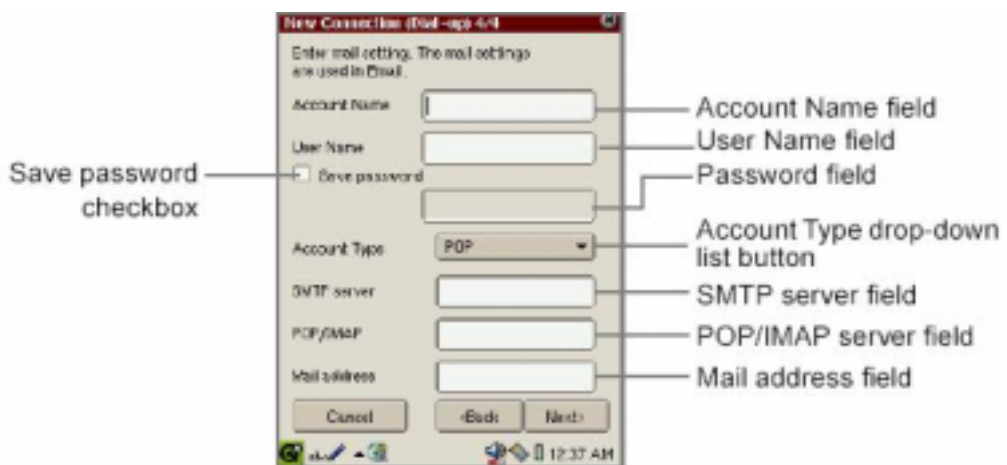 New Connection (Dial-up) 4/4
Enter mail setting. The mail settings
are used in Email.
Account Name
User Name
Save password
Account Type
POP
SMTP server
POP/IMAP
Mail address
Cancel
<Back
Next>
12:37 AM
Save password
checkbox
Account Name field
User Name field
Password field
Account Type drop-down
list button
SMTP server field
POP/IMAP server field
Mail address field